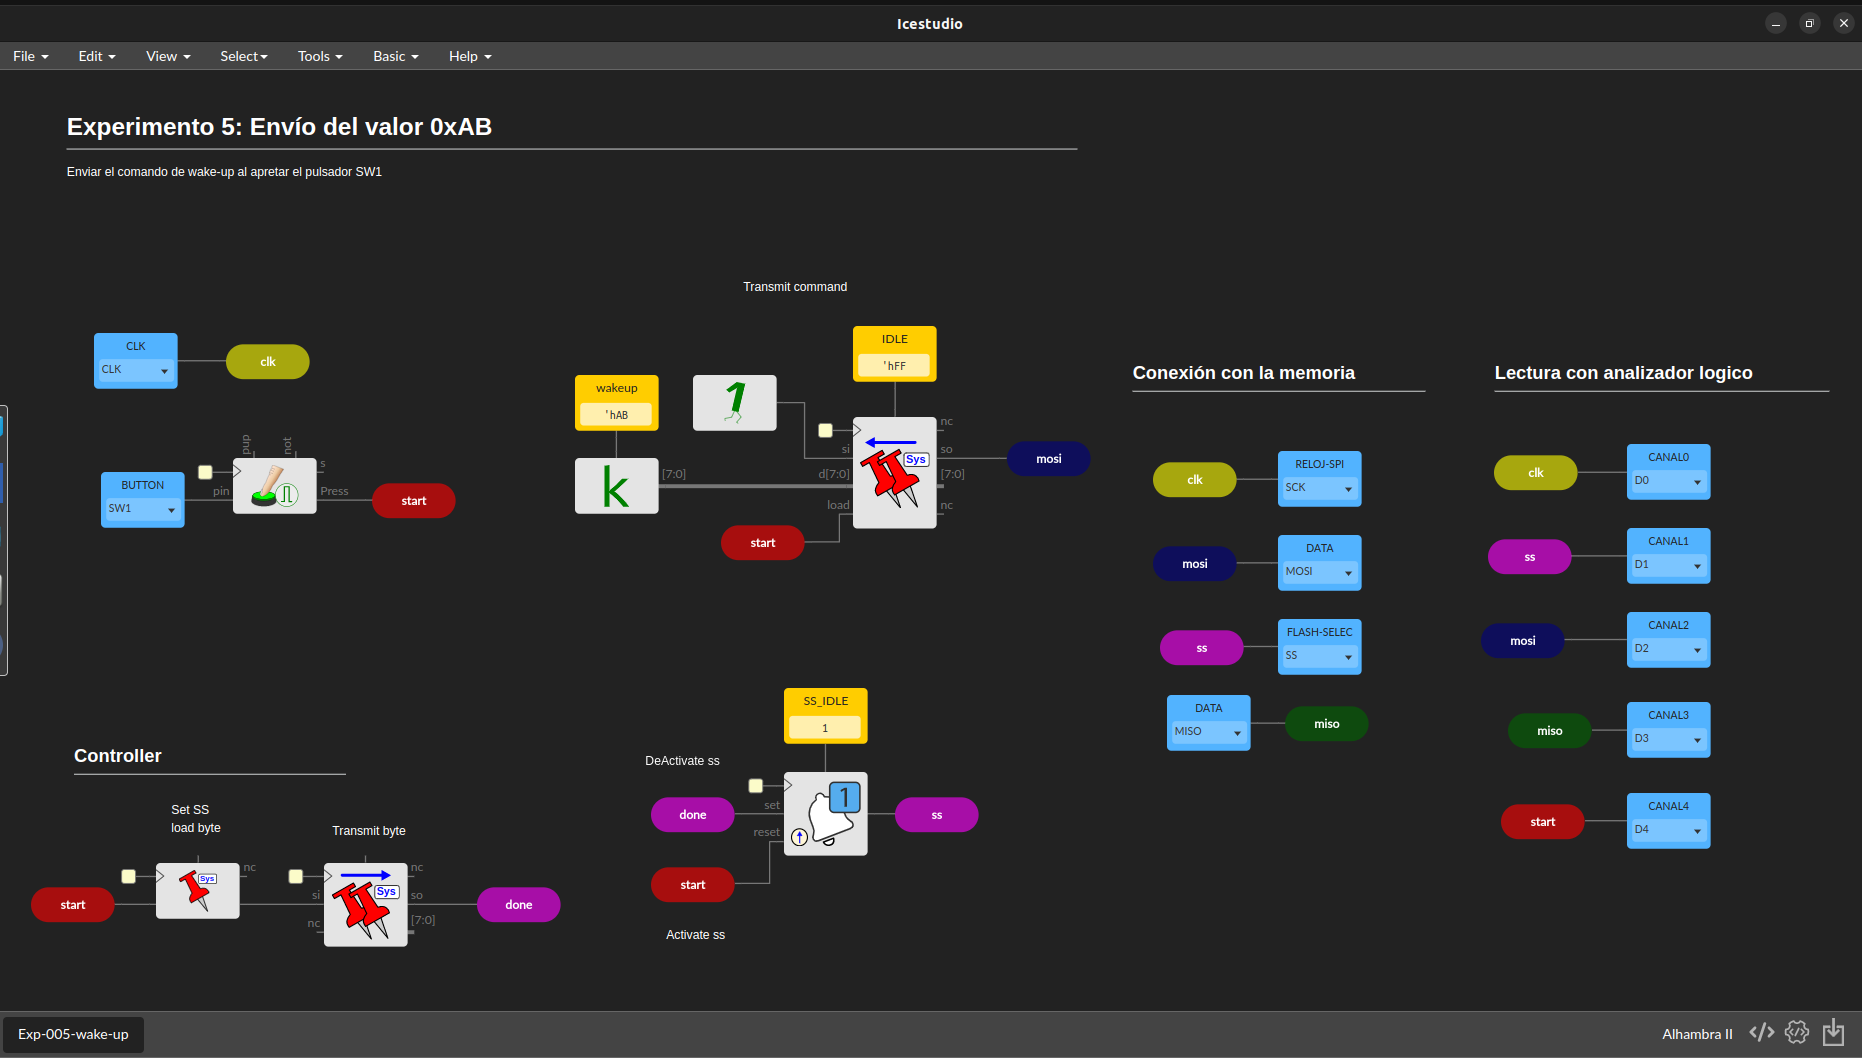 Icestudio
File
Edit
View
Select
Tools
Basic
Help
Experimento 5: Envío del valor 0xAB
Enviar el comando de wake-up al apretar el pulsador SW1
CLK
CLK
clk
BUTTON
SW1
pup
not
pin
s
Press
start
Transmit command
wakeup
'hAB
k
[7:0]
1
IDLE
'hFF
si
d[7:0]
load
Sys
nc
so
[7:0]
nc
mosi
start
Conexión con la memoria
clk
RELOJ-SPI
SCK
mosi
DATA
MOSI
ss
FLASH-SELEC
SS
DATA
MISO
miso
Lectura con analizador logico
clk
CANAL0
D0
ss
CANAL1
D1
mosi
CANAL2
D2
miso
CANAL3
D3
start
CANAL4
D4
Controller
Set SS
load byte
Transmit byte
start
Sys
nc
si
nc
Sys
nc
so
[7:0]
done
SS_IDLE
1
DeActivate ss
done
set
reset
1
ss
start
Activate ss
Exp-005-wake-up
Alhambra II